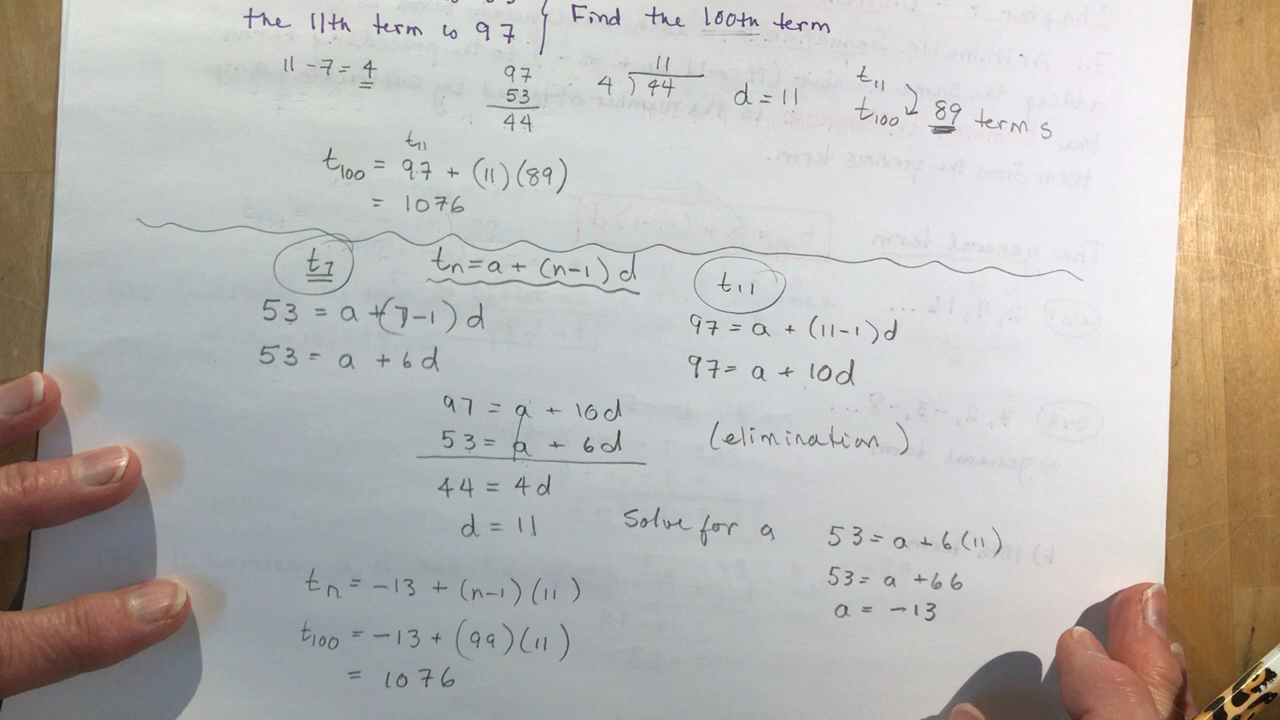 the 11th term is 97 Find the 100th term
11 - 7 = 4
97
53
44
11
4 ) 44
d = 11
t11
t100 89 terms
t11
t100 = 97 + (11)(89)
= 1076
t7 tn = a + (n-1) d t11
53 = a + (7-1) d
53 = a + 6d
97 = a + (11-1)d
97 = a + 10d
97 = a + 10d
53 = a + 6d (elimination)
44 = 4d
d = 11
Solve for a
53 = a + 6(11)
53 = a + 66
a = -13
tn = -13 + (n-1)(11)
t100 = -13 + (99)(11)
= 1076